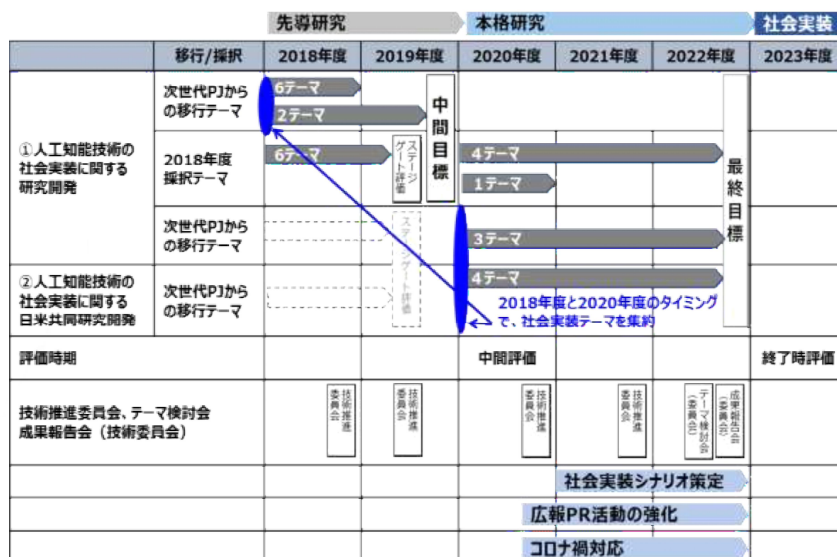 先導研究
本格研究
社会実装
移行/採択
2018年度
2019年度
2020年度
2021年度
2022年度
2023年度
①人工知能技術の
社会実装に関する
研究開発
次世代PJから
の移行テーマ
6テーマ
2テーマ
中間目標
2018年度
採択テーマ
6テーマ
ステージ
ゲート評価
4テーマ
1テーマ
最終目標
次世代PJから
の移行テーマ
ステージゲート評価
3テーマ
②人工知能技術の
社会実装に関する
日米共同研究開発
次世代PJから
の移行テーマ
4テーマ
2018年度と2020年度のタイミング
で、社会実装テーマを集約
評価時期
中間評価
終了時評価
技術推進委員会、テーマ検討会
成果報告会（技術委員会）
技術推進
委員会
技術推進
委員会
技術推進
委員会
技術推進
委員会
テーマ検討会
（委員会）
成果報告会
（委員会）
社会実装シナリオ策定
広報PR活動の強化
コロナ禍対応